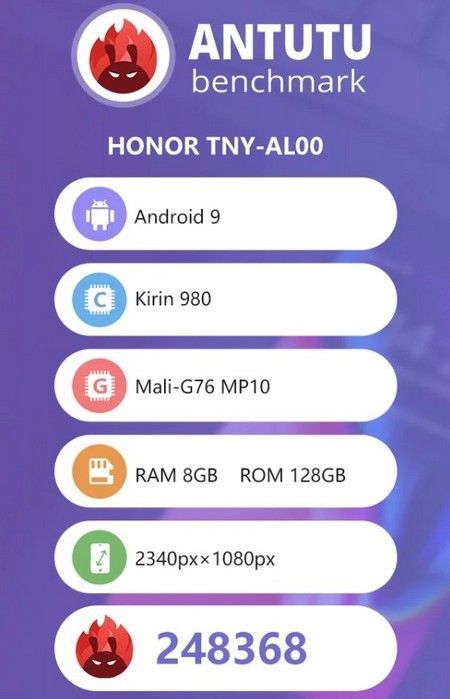 ANTUTU
benchmark
HONOR TNY-AL00
Android 9
C Kirin 980
G Mali-G76 MP10
RAM 8GB ROM 128GB
2340px×1080px
248368